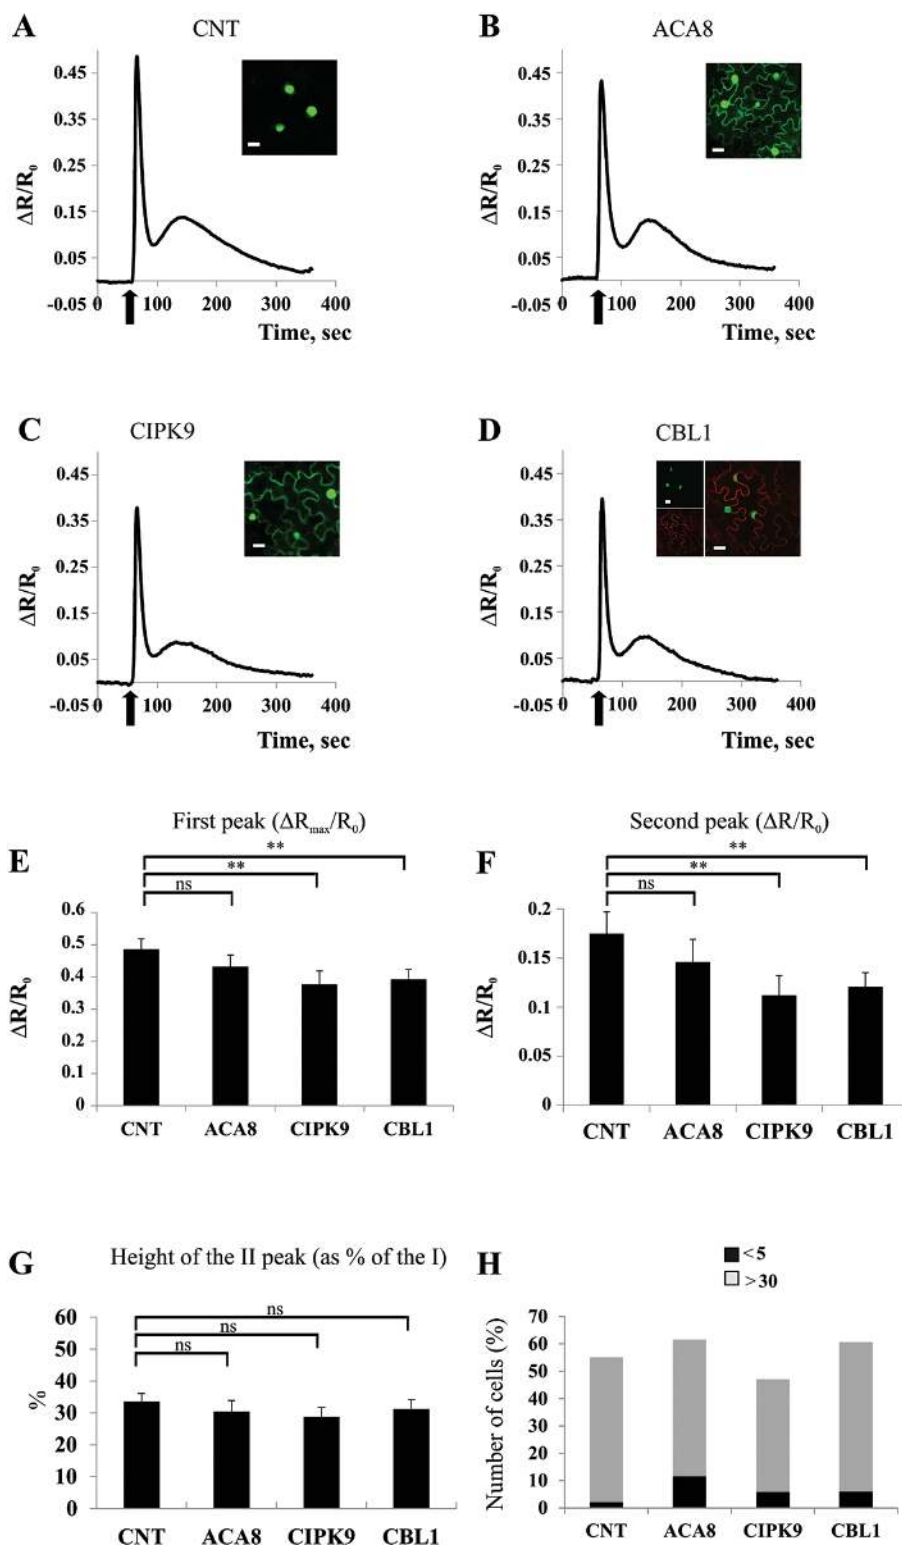 A CNT
0.45
0.35
0.25
0.15
0.05
-0.05
ΔR/R₀
0 100 200 300 400
Time, sec
B ACA8
0.45
0.35
0.25
0.15
0.05
-0.05
ΔR/R₀
0 100 200 300 400
Time, sec
C CIPK9
0.45
0.35
0.25
0.15
0.05
-0.05
ΔR/R₀
0 100 200 300 400
Time, sec
D CBL1
0.45
0.35
0.25
0.15
0.05
-0.05
ΔR/R₀
0 100 200 300 400
Time, sec
E First peak (ΔRmax/R₀)
**
**
ns
0.6
0.5
0.4
0.3
0.2
0.1
0
ΔR/R₀
CNT ACA8 CIPK9 CBL1
F Second peak (ΔR/R₀)
**
**
ns
0.2
0.15
0.1
0.05
0
ΔR/R₀
CNT ACA8 CIPK9 CBL1
G Height of the II peak (as % of the I)
ns
ns
ns
60
50
40
30
20
10
0
%
CNT ACA8 CIPK9 CBL1
H
<5
>30
70
60
50
40
30
20
10
0
Number of cells (%)
CNT ACA8 CIPK9 CBL1